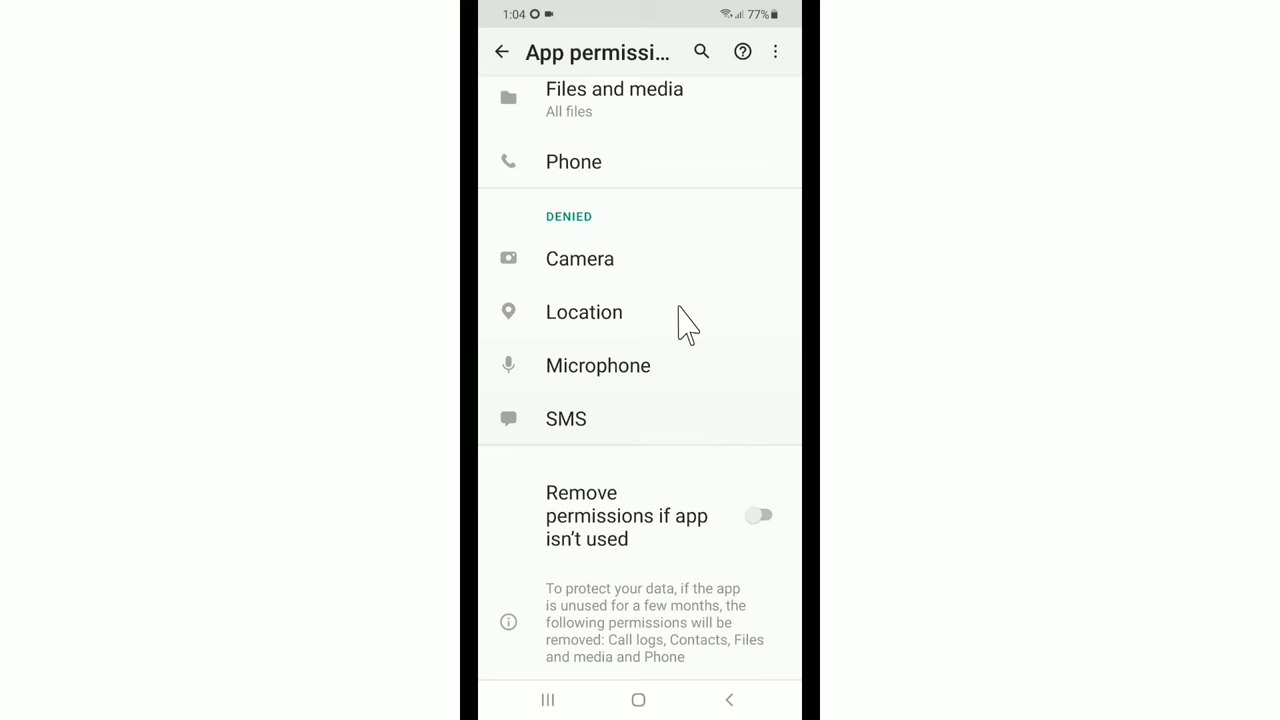 1:04 77%
App permissi...
Files and media
All files
Phone
DENIED
Camera
Location
Microphone
SMS
Remove
permissions if app
isn't used
To protect your data, if the app
is unused for a few months, the
following permissions will be
removed: Call logs, Contacts, Files
and media and Phone